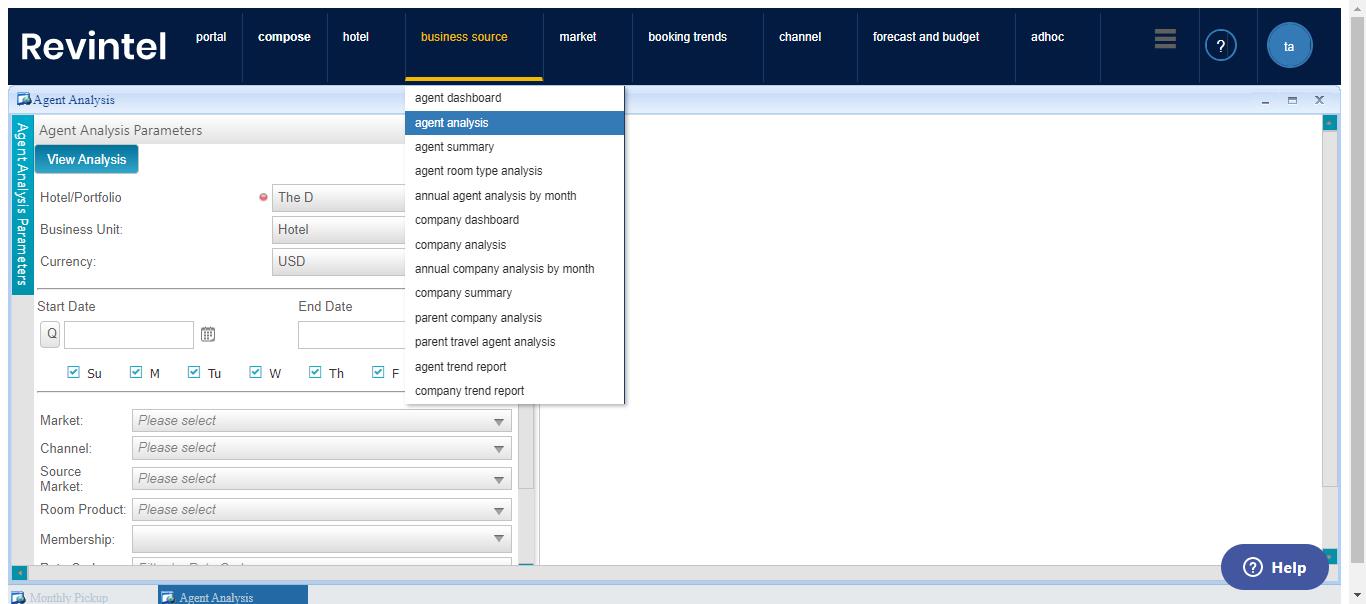 Revintel
portal
compose
hotel
business source
market
booking trends
channel
forecast and budget
adhoc
?
ta
Agent Analysis
agent dashboard
agent analysis
agent summary
agent room type analysis
annual agent analysis by month
company dashboard
company analysis
annual company analysis by month
company summary
parent company analysis
parent travel agent analysis
agent trend report
company trend report
Agent Analysis Parameters
Agent Analysis Parameters
View Analysis
Hotel/Portfolio
The D
Business Unit:
Hotel
Currency:
USD
Start Date
End Date
Q
Su
M
Tu
W
Th
F
Market:
Please select
Channel:
Please select
Source
Market:
Please select
Room Product:
Please select
Membership:
? Help
Monthly Pickup
Agent Analysis